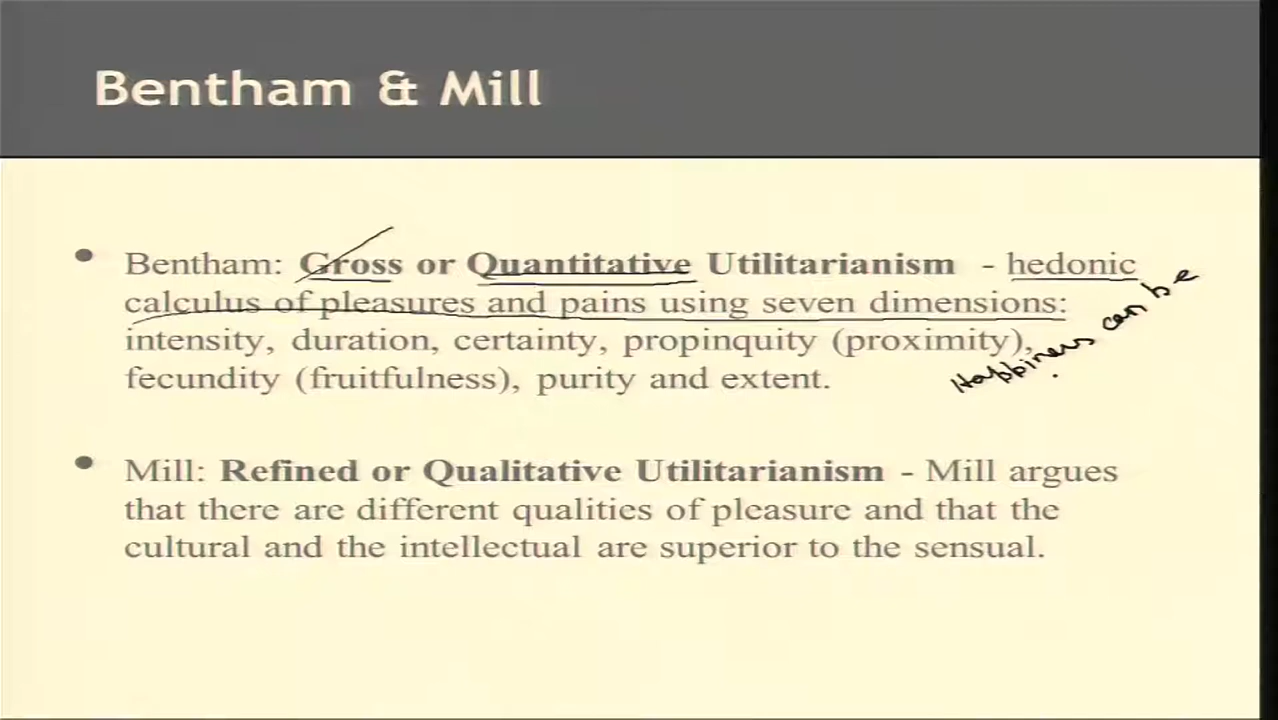 Bentham & Mill
• Bentham: Gross or Quantitative Utilitarianism - hedonic
calculus of pleasures and pains using seven dimensions:
intensity, duration, certainty, propinquity (proximity),
fecundity (fruitfulness), purity and extent.
Happiness can be
• Mill: Refined or Qualitative Utilitarianism - Mill argues
that there are different qualities of pleasure and that the
cultural and the intellectual are superior to the sensual.